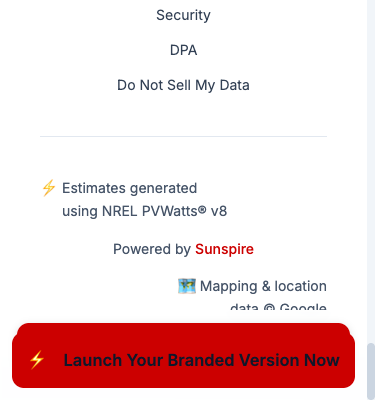 Security
DPA
Do Not Sell My Data
⚡ Estimates generated
using NREL PVWatts® v8
Powered by Sunspire
🗺️ Mapping & location
data © Google
⚡ Launch Your Branded Version Now